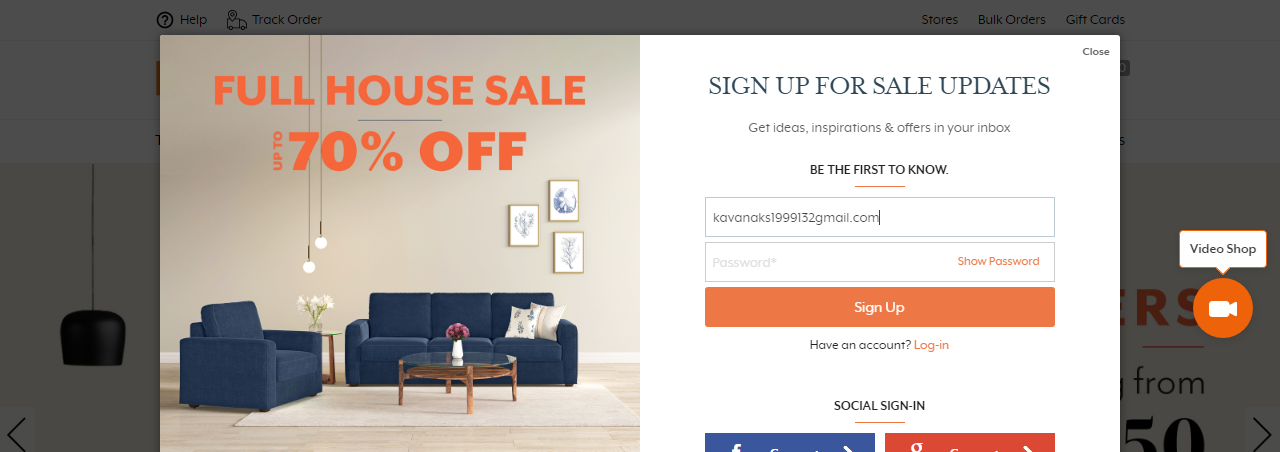 Help
Track Order
Stores
Bulk Orders
Gift Cards
Close
FULL HOUSE SALE
UP TO 70% OFF
SIGN UP FOR SALE UPDATES
Get ideas, inspirations & offers in your inbox
BE THE FIRST TO KNOW.
kavanaks1999132gmail.com
Password*
Show Password
Sign Up
Have an account? Log-in
SOCIAL SIGN-IN
Video Shop
ERS
from
50